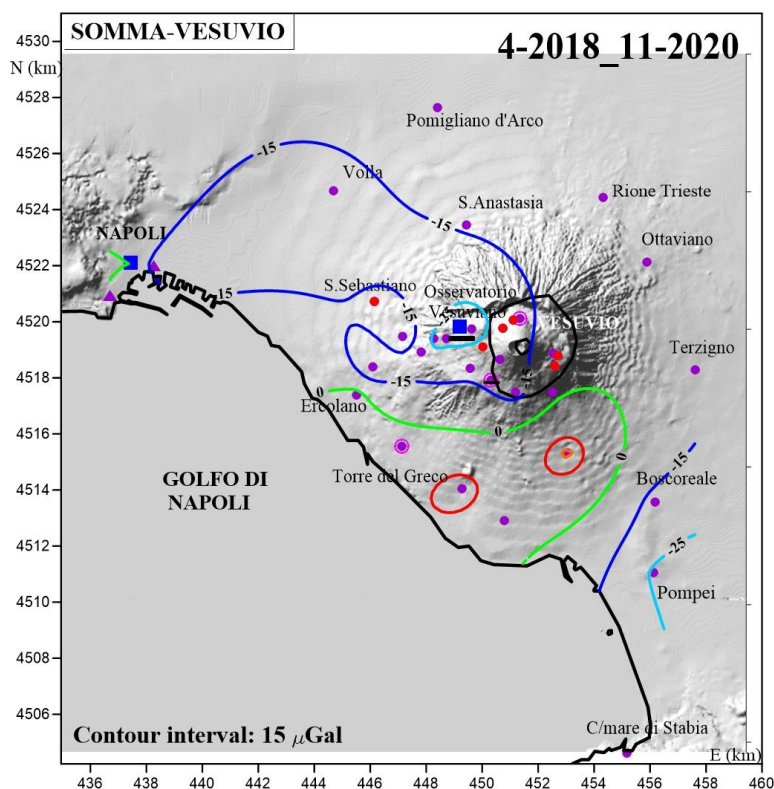 SOMMA-VESUVIO
4-2018_11-2020
4530
N (km)
4528
Pomigliano d'Arco
4526
-15
Volla
Rione Trieste
4524
S.Anastasia
-15
NAPOLI
Ottaviano
4522
S.Sebastiano
Osservatorio
15
-15
-25
Vesuviano
VESUVIO
4520
Terzigno
4518
-15
-15
0
Ercolano
4516
0
0
-15
Torre del Greco
Boscoreale
GOLFO DI
NAPOLI
4514
4512
-25
Pompei
4510
4508
4506
C/mare di Stabia
Contour interval: 15 μGal
E (km)
436 438 440 442 444 446 448 450 452 454 456 458 460